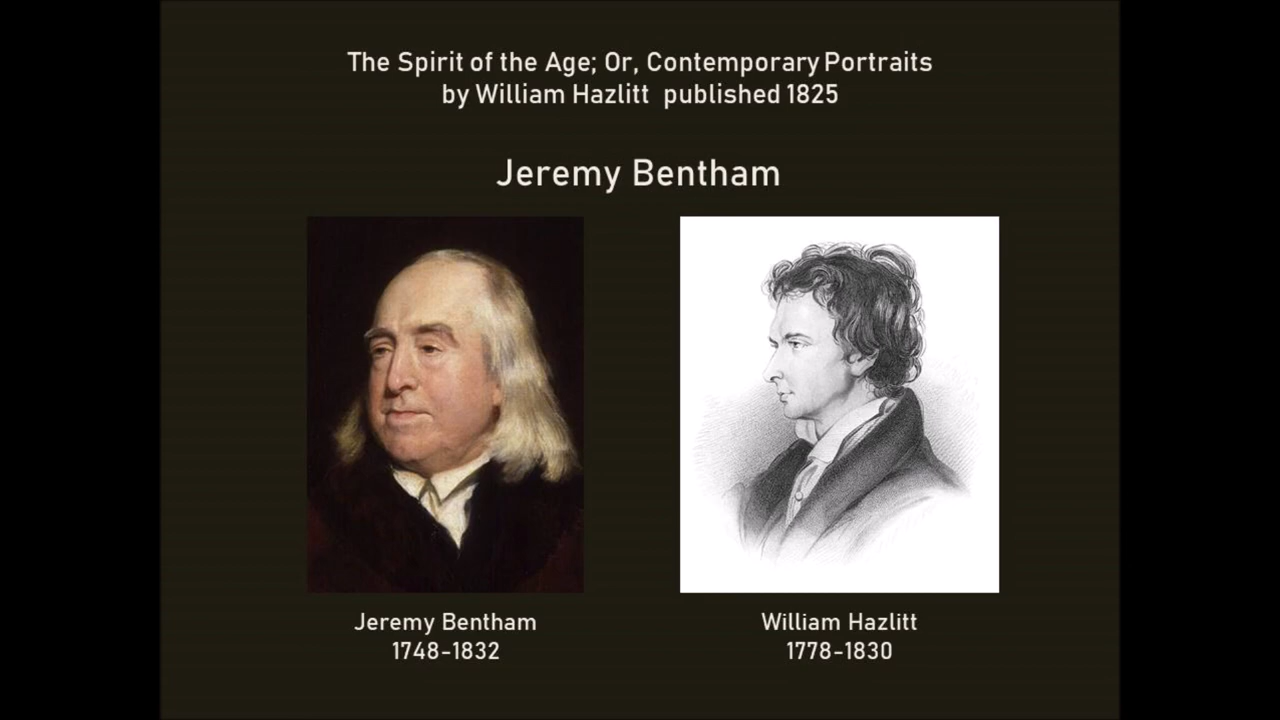 The Spirit of the Age; Or, Contemporary Portraits
by William Hazlitt published 1825
Jeremy Bentham
Jeremy Bentham
1748-1832
William Hazlitt
1778-1830